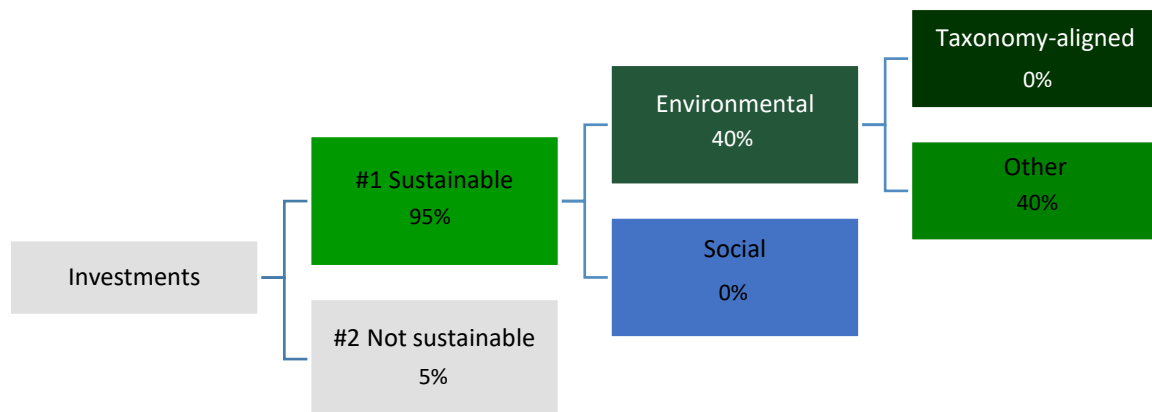 Investments
#1 Sustainable
95%
#2 Not sustainable
5%
Environmental
40%
Social
0%
Taxonomy-aligned
0%
Other
40%